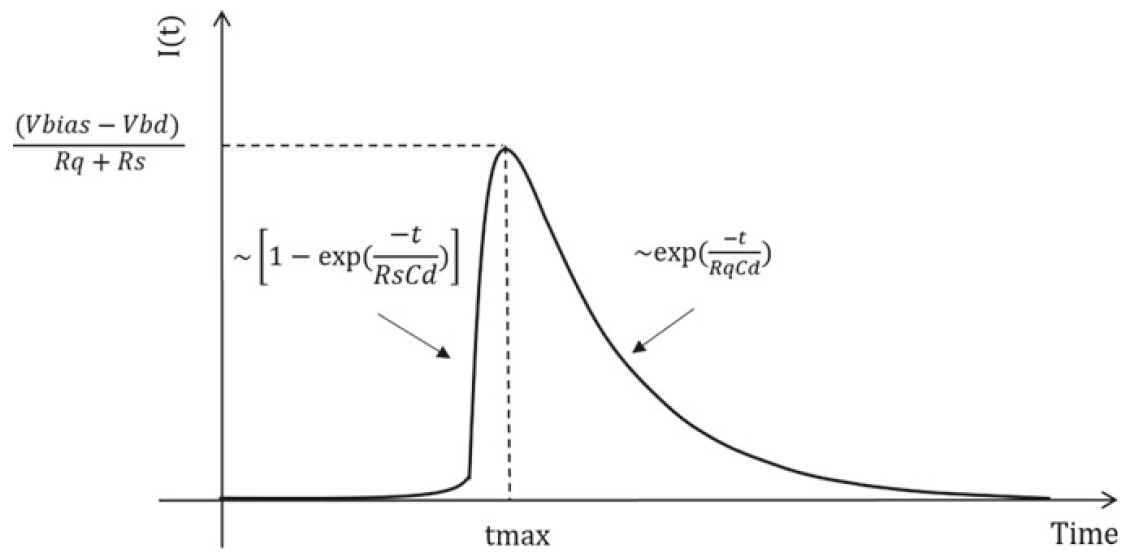 I(t)
(Vbias − Vbd)
Rq + Rs
~ [1 − exp(−t/RsCd)]
~exp(−t/RqCd)
tmax
Time